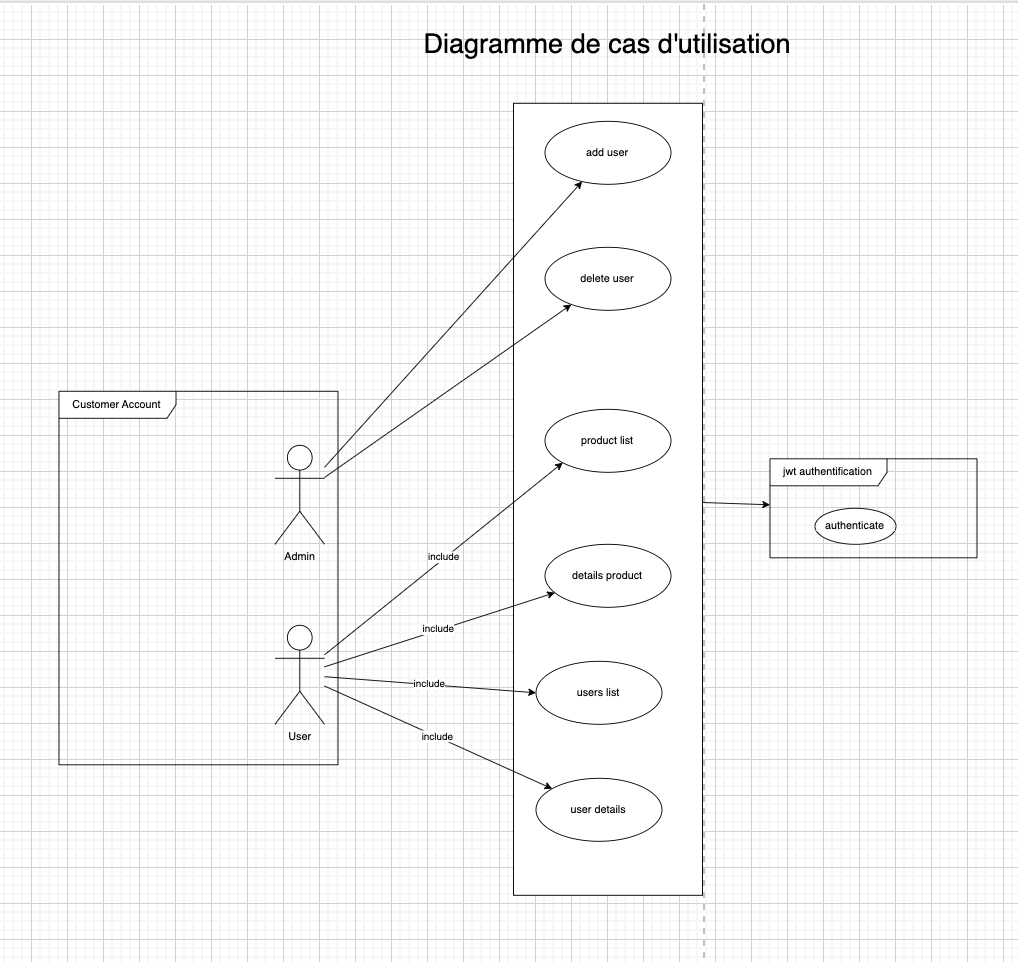 Diagramme de cas d'utilisation
add user
delete user
Customer Account
product list
jwt authentification
authenticate
Admin
include
details product
include
include
users list
User
include
user details